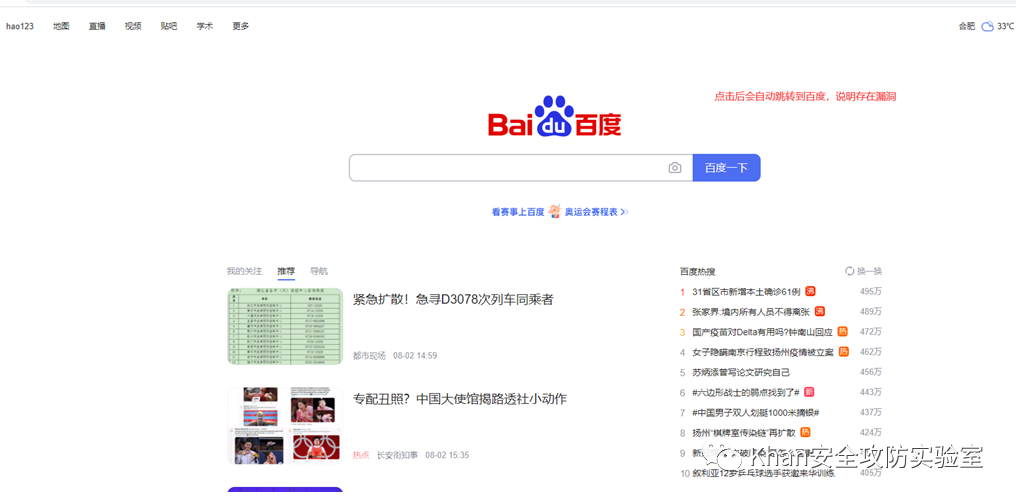 hao123 地图 直播 视频 贴吧 学术 更多 合肥 33℃
点击后会自动跳转到百度，说明存在漏洞
Bai du 百度
百度一下
看赛事上百度 奥运会赛程表
我的关注 推荐 导航
紧急扩散！急寻D3078次列车同乘者
都市现场 08-02 14:59
专配丑照？中国大使馆揭路透社小动作
热点 长安街知事 08-02 15:35
百度热搜 换一换
1 31省区市新增本土确诊61例 沸 495万
2 张家界:境内所有人员不得离张 沸 489万
3 国产疫苗对Delta有用吗?钟南山回应 热 472万
4 女子隐瞒南京行程致扬州疫情被立案 热 462万
5 苏炳添曾写论文研究自己 456万
6 #六边形战士的弱点找到了# 新 443万
7 #中国男子双人划艇1000米摘银# 437万
8 扬州"棋牌室传染链"再扩散 热 424万
9
10 叙利亚12岁乒乓球选手获邀来华训练 405万
Khan安全攻防实验室